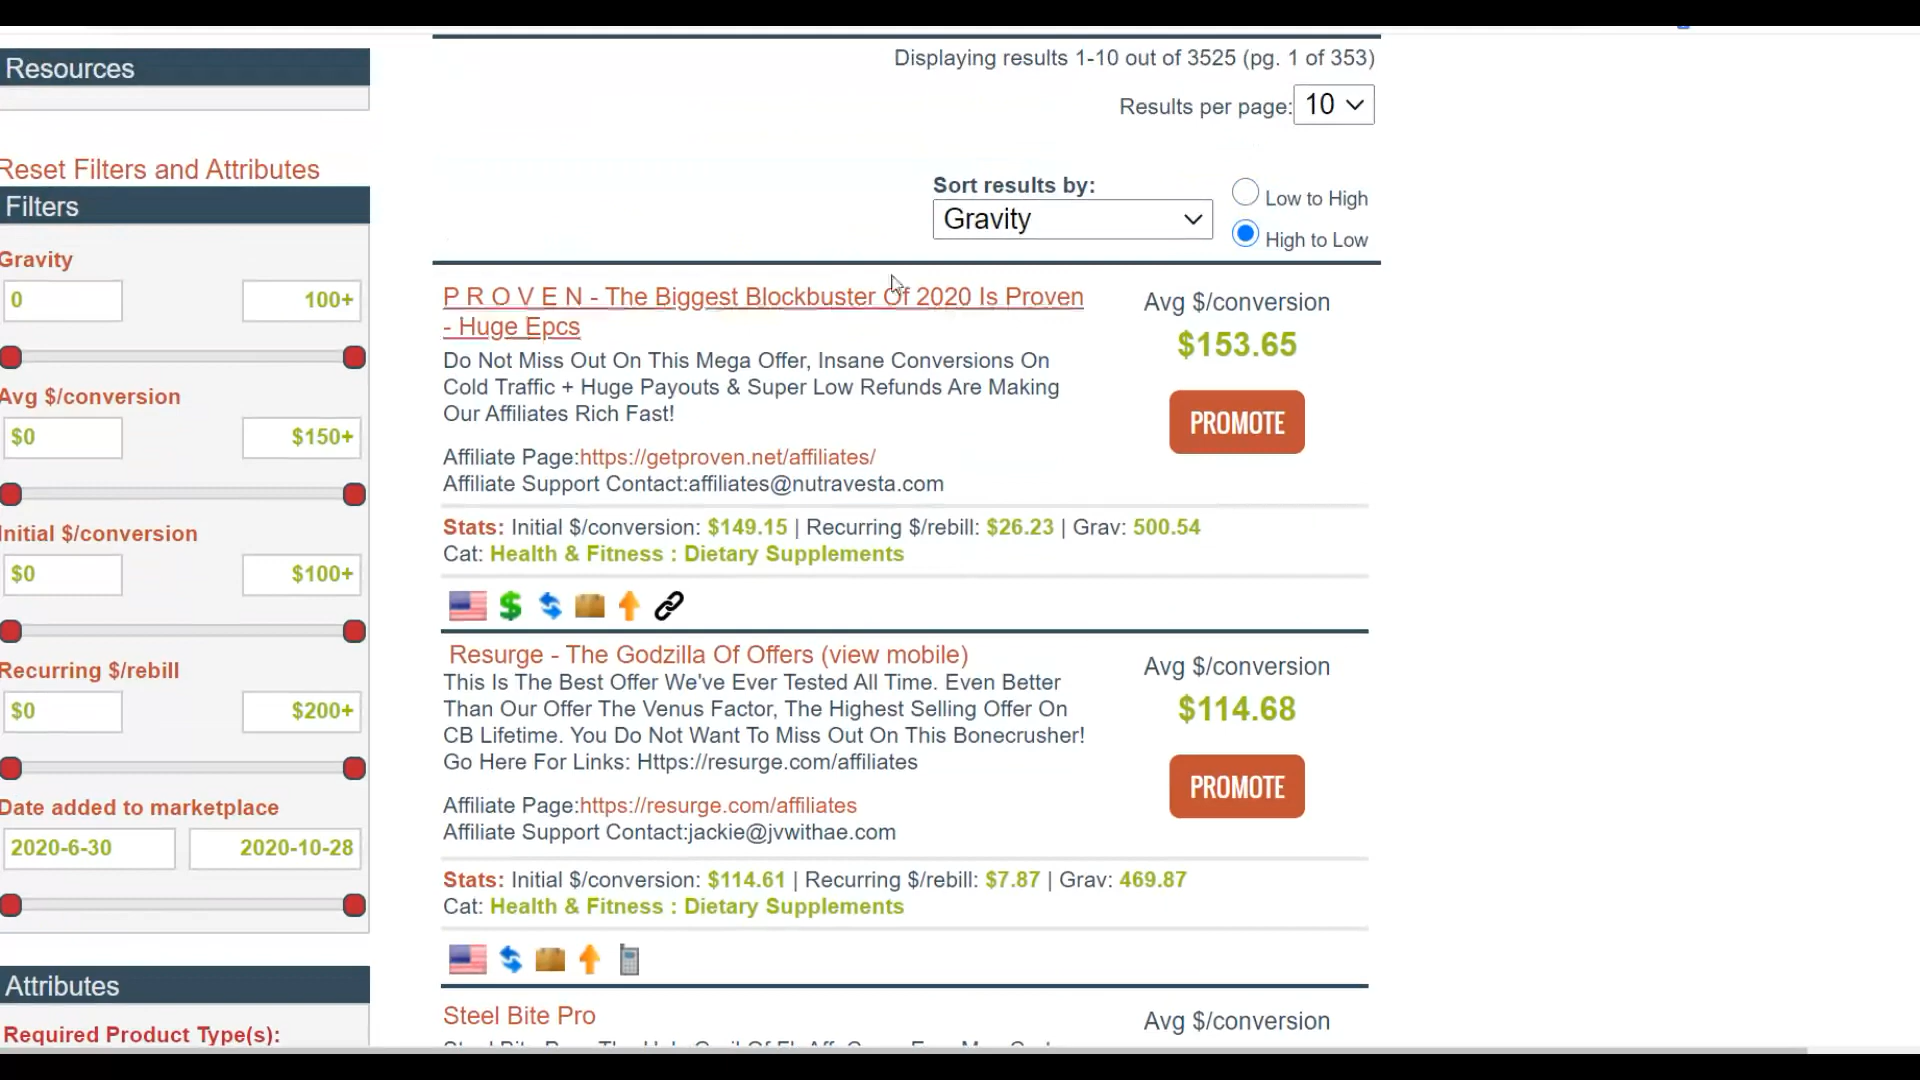 Displaying results 1-10 out of 3525 (pg. 1 of 353)
Results per page: 10
Resources
Reset Filters and Attributes
Filters
Gravity
0 100+
Avg $/conversion
$0 $150+
Initial $/conversion
$0 $100+
Recurring $/rebill
$0 $200+
Date added to marketplace
2020-6-30 2020-10-28
Attributes
Required Product Type(s):
Sort results by:
Gravity
Low to High
High to Low
P R O V E N - The Biggest Blockbuster Of 2020 Is Proven
- Huge Epcs
Do Not Miss Out On This Mega Offer, Insane Conversions On
Cold Traffic + Huge Payouts & Super Low Refunds Are Making
Our Affiliates Rich Fast!
Affiliate Page:https://getproven.net/affiliates/
Affiliate Support Contact:affiliates@nutravesta.com
Avg $/conversion
$153.65
PROMOTE
Stats: Initial $/conversion: $149.15 | Recurring $/rebill: $26.23 | Grav: 500.54
Cat: Health & Fitness : Dietary Supplements
Resurge - The Godzilla Of Offers (view mobile)
This Is The Best Offer We've Ever Tested All Time. Even Better
Than Our Offer The Venus Factor, The Highest Selling Offer On
CB Lifetime. You Do Not Want To Miss Out On This Bonecrusher!
Go Here For Links: Https://resurge.com/affiliates
Affiliate Page:https://resurge.com/affiliates
Affiliate Support Contact:jackie@jvwithae.com
Avg $/conversion
$114.68
PROMOTE
Stats: Initial $/conversion: $114.61 | Recurring $/rebill: $7.87 | Grav: 469.87
Cat: Health & Fitness : Dietary Supplements
Steel Bite Pro
Avg $/conversion